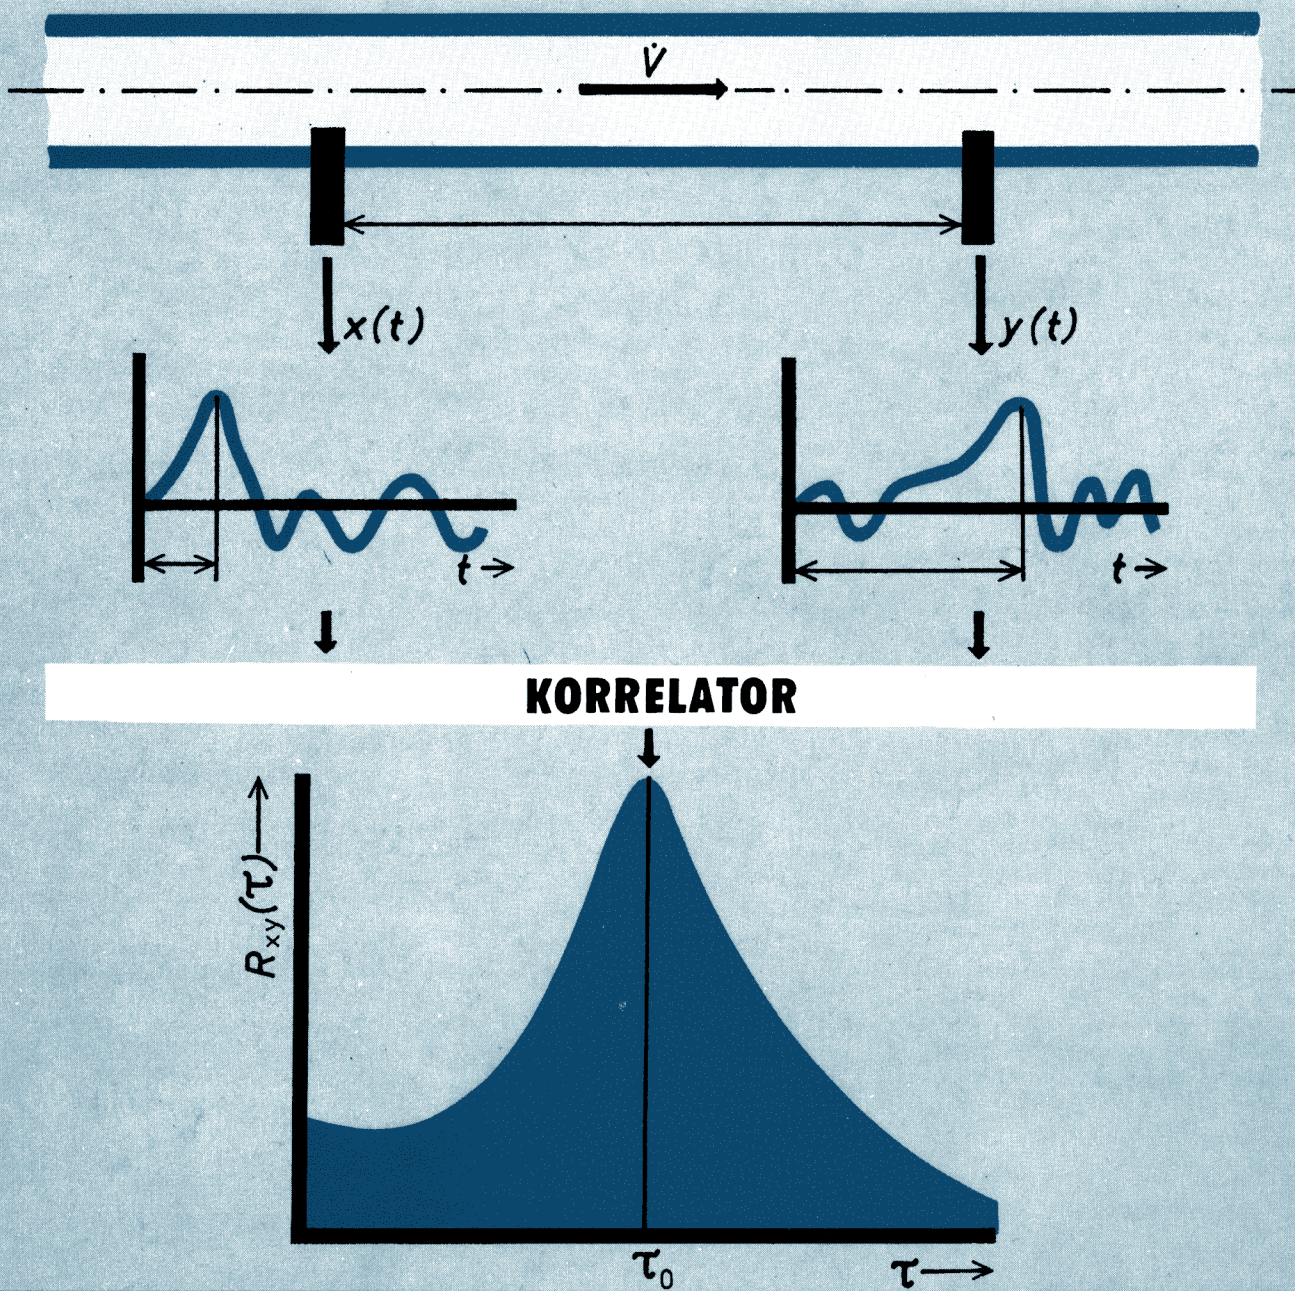 V̇
x(t)
y(t)
t
t
KORRELATOR
Rxy(τ)
τ0
τ